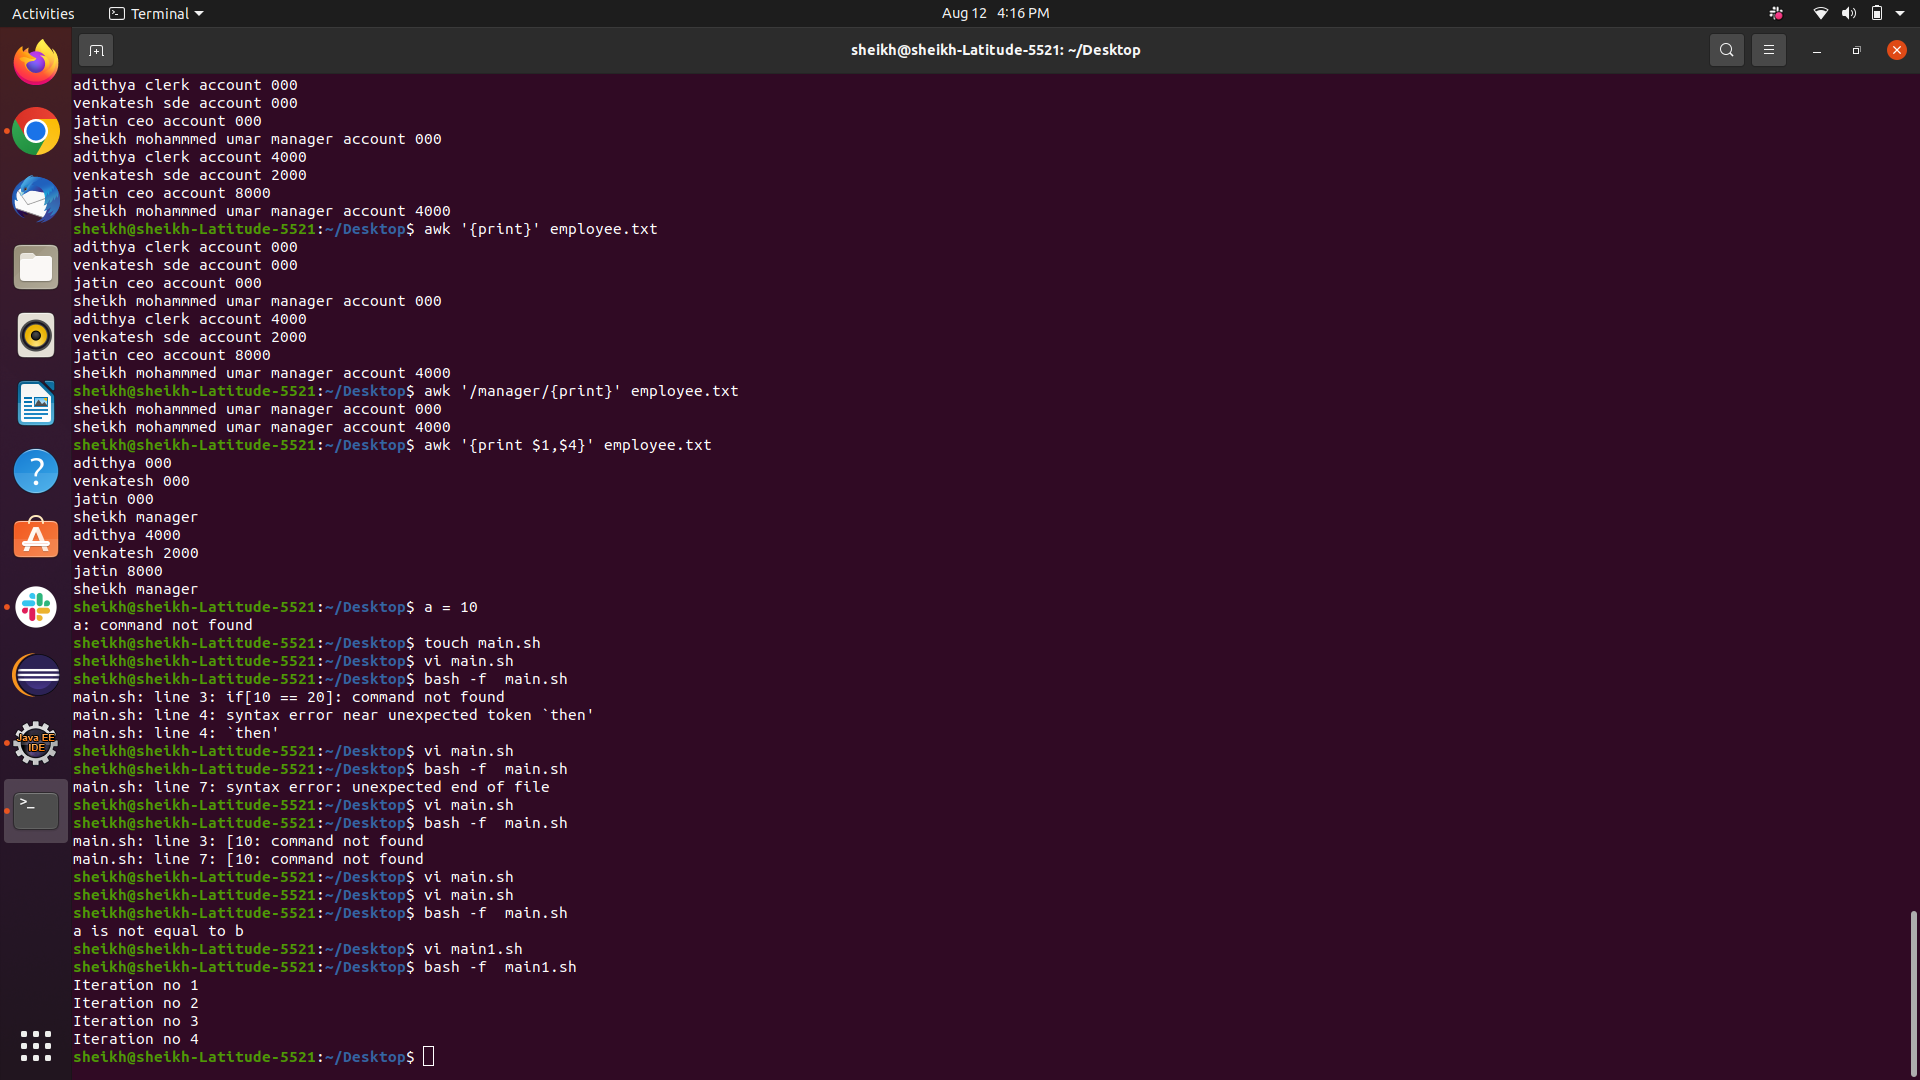 Activities
Terminal
Aug 12 4:16 PM
sheikh@sheikh-Latitude-5521: ~/Desktop
adithya clerk account 000
venkatesh sde account 000
jatin ceo account 000
sheikh mohammmed umar manager account 000
adithya clerk account 4000
venkatesh sde account 2000
jatin ceo account 8000
sheikh mohammmed umar manager account 4000
sheikh@sheikh-Latitude-5521:~/Desktop$ awk '{print}' employee.txt
adithya clerk account 000
venkatesh sde account 000
jatin ceo account 000
sheikh mohammmed umar manager account 000
adithya clerk account 4000
venkatesh sde account 2000
jatin ceo account 8000
sheikh mohammmed umar manager account 4000
sheikh@sheikh-Latitude-5521:~/Desktop$ awk '/manager/{print}' employee.txt
sheikh mohammmed umar manager account 000
sheikh mohammmed umar manager account 4000
sheikh@sheikh-Latitude-5521:~/Desktop$ awk '{print $1,$4}' employee.txt
adithya 000
venkatesh 000
jatin 000
sheikh manager
adithya 4000
venkatesh 2000
jatin 8000
sheikh manager
sheikh@sheikh-Latitude-5521:~/Desktop$ a = 10
a: command not found
sheikh@sheikh-Latitude-5521:~/Desktop$ touch main.sh
sheikh@sheikh-Latitude-5521:~/Desktop$ vi main.sh
sheikh@sheikh-Latitude-5521:~/Desktop$ bash -f  main.sh
main.sh: line 3: if[10 == 20]: command not found
main.sh: line 4: syntax error near unexpected token `then'
main.sh: line 4: `then'
sheikh@sheikh-Latitude-5521:~/Desktop$ vi main.sh
sheikh@sheikh-Latitude-5521:~/Desktop$ bash -f  main.sh
main.sh: line 7: syntax error: unexpected end of file
sheikh@sheikh-Latitude-5521:~/Desktop$ vi main.sh
sheikh@sheikh-Latitude-5521:~/Desktop$ bash -f  main.sh
main.sh: line 3: [10: command not found
main.sh: line 7: [10: command not found
sheikh@sheikh-Latitude-5521:~/Desktop$ vi main.sh
sheikh@sheikh-Latitude-5521:~/Desktop$ vi main.sh
sheikh@sheikh-Latitude-5521:~/Desktop$ bash -f  main.sh
a is not equal to b
sheikh@sheikh-Latitude-5521:~/Desktop$ vi main1.sh
sheikh@sheikh-Latitude-5521:~/Desktop$ bash -f  main1.sh
Iteration no 1
Iteration no 2
Iteration no 3
Iteration no 4
sheikh@sheikh-Latitude-5521:~/Desktop$
Java EE
IDE